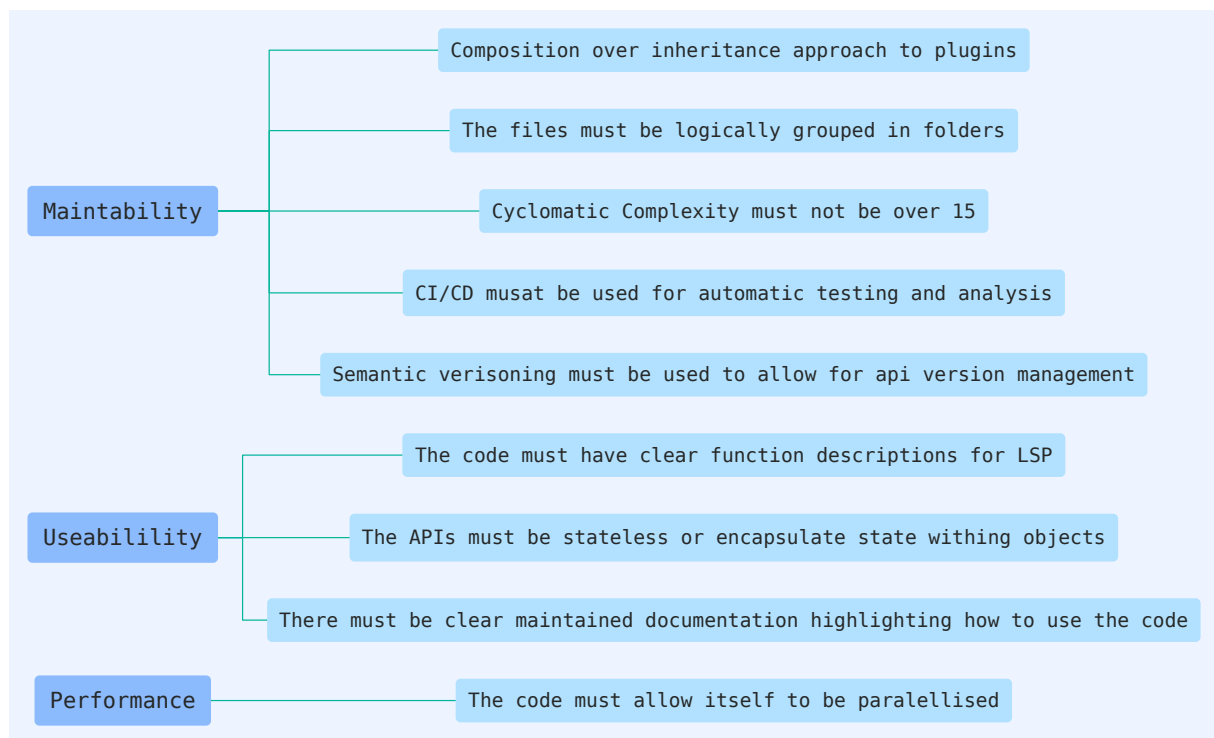 Maintability
Composition over inheritance approach to plugins
The files must be logically grouped in folders
Cyclomatic Complexity must not be over 15
CI/CD musat be used for automatic testing and analysis
Semantic verisoning must be used to allow for api version management
Useabilility
The code must have clear function descriptions for LSP
The APIs must be stateless or encapsulate state withing objects
There must be clear maintained documentation highlighting how to use the code
Performance
The code must allow itself to be paralellised